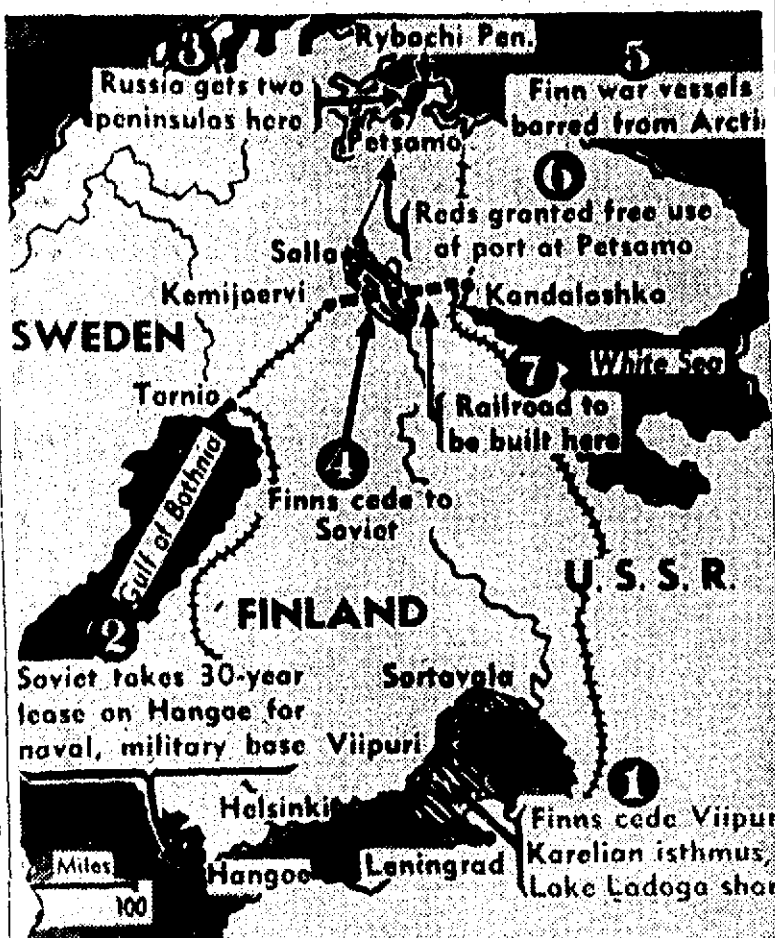 3
Rybachi Pen.
5
Russia gets two
peninsulas here
Finn war vessels
barred from Arcti
Petsamo
6
Reds granted free use
of port at Petsamo
Salla
Kemijaervi
Kandalashka
SWEDEN
7
White Sea
Tornio
Railroad to
be built here
4
Gulf of Bothnia
Finns cede to
Soviet
U. S. S. R.
FINLAND
2
Soviet takes 30-year
lease on Hangoe for
naval, military base
Sortavala
Viipuri
1
Helsinki
Finns cede Viipur
Karelian isthmus,
Lake Ladoga shor
Miles
100
Hangoe
Leningrad